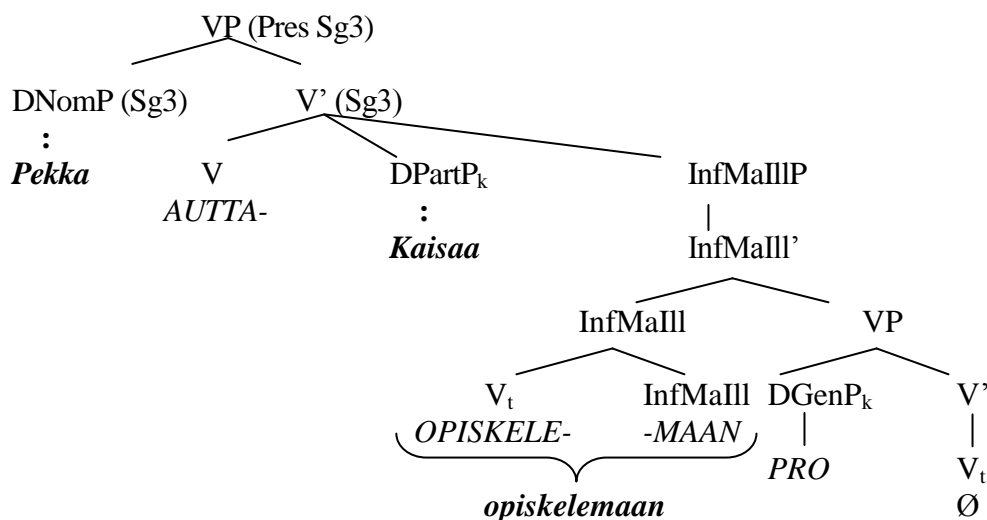 VP (Pres Sg3)
DNomP (Sg3) V’ (Sg3)
:
Pekka V DPartPk InfMaIllP
AUTTA- :
Kaisaa InfMaIll’
InfMaIll VP
Vt InfMaIll DGenPk V’
OPISKELE- -MAAN
PRO Vt
opiskelemaan Ø